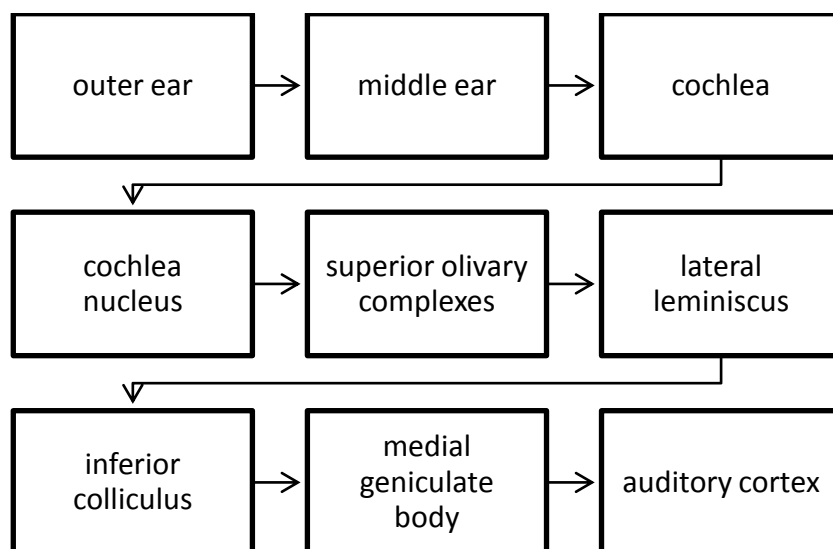 outer ear
middle ear
cochlea
cochlea
nucleus
superior olivary
complexes
lateral
leminiscus
inferior
colliculus
medial
geniculate
body
auditory cortex